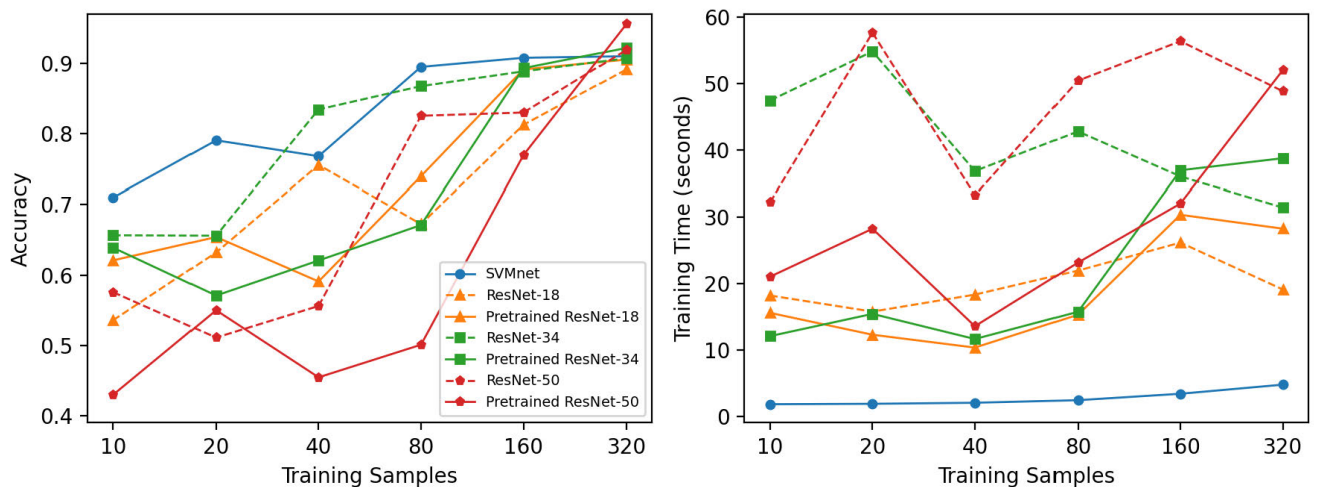 Accuracy
0.9
0.8
0.7
0.6
0.5
0.4
10 20 40 80 160 320
Training Samples
SVMnet
ResNet-18
Pretrained ResNet-18
ResNet-34
Pretrained ResNet-34
ResNet-50
Pretrained ResNet-50
Training Time (seconds)
60
50
40
30
20
10
0
10 20 40 80 160 320
Training Samples